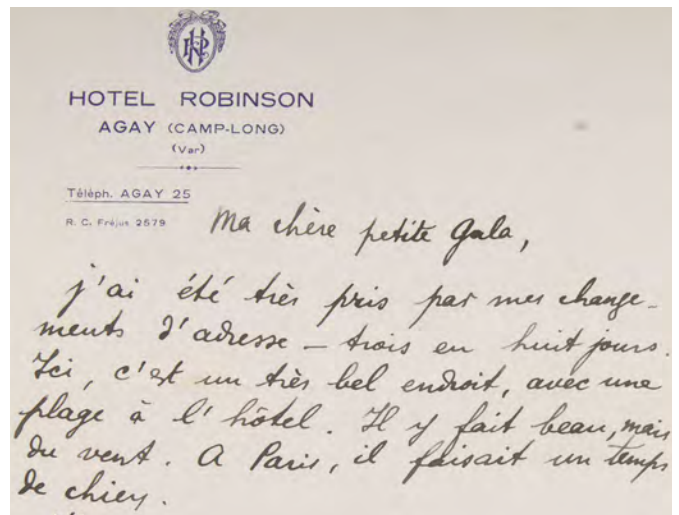 HOTEL ROBINSON
AGAY (CAMP-LONG)
(Var)
Téléph. AGAY 25
R. C. Fréjus 2579
Ma chère petite Gala,
j'ai été très pris par mes change-
ments d'adresse — trois en huit jours.
Ici, c'est un très bel endroit, avec une
plage à l'hôtel. Il y fait beau, mais
du vent. A Paris, il faisait un temps
de chien.